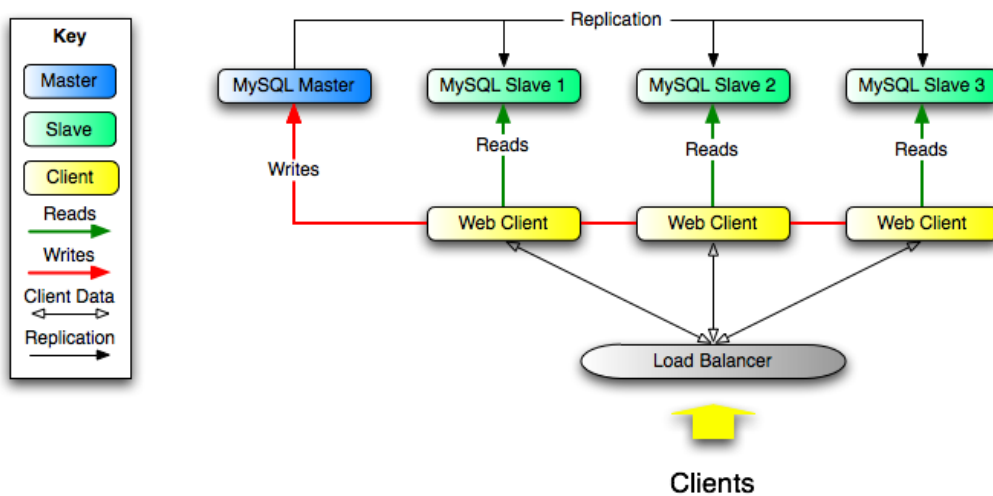 Key
Master
Slave
Client
Reads
Writes
Client Data
Replication
Replication
MySQL Master
MySQL Slave 1
MySQL Slave 2
MySQL Slave 3
Writes
Reads
Reads
Reads
Web Client
Web Client
Web Client
Load Balancer
Clients